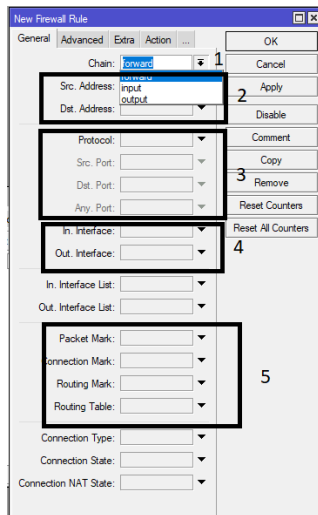 New Firewall Rule
General Advanced Extra Action ...
Chain: forward 1
forward
input
output
Src. Address: 2
Dst. Address:
Protocol:
Src. Port:
Dst. Port: 3
Any. Port:
In. Interface:
Out. Interface: 4
In. Interface List:
Out. Interface List:
Packet Mark:
Connection Mark:
Routing Mark: 5
Routing Table:
Connection Type:
Connection State:
Connection NAT State:
OK
Cancel
Apply
Disable
Comment
Copy
Remove
Reset Counters
Reset All Counters